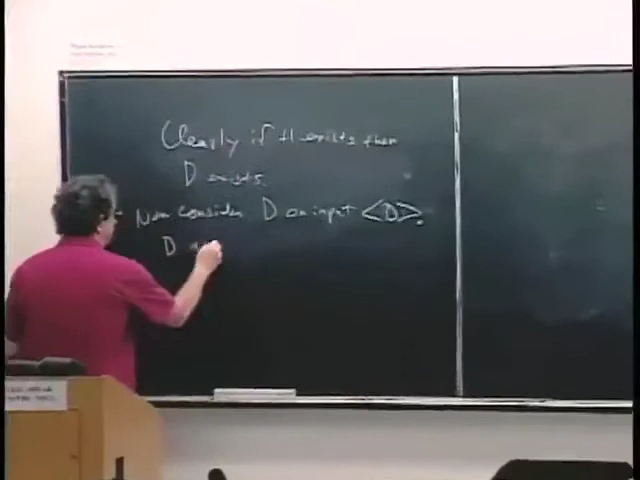 Clearly if H exists then
D exists.
Now consider D on input <D>.
D